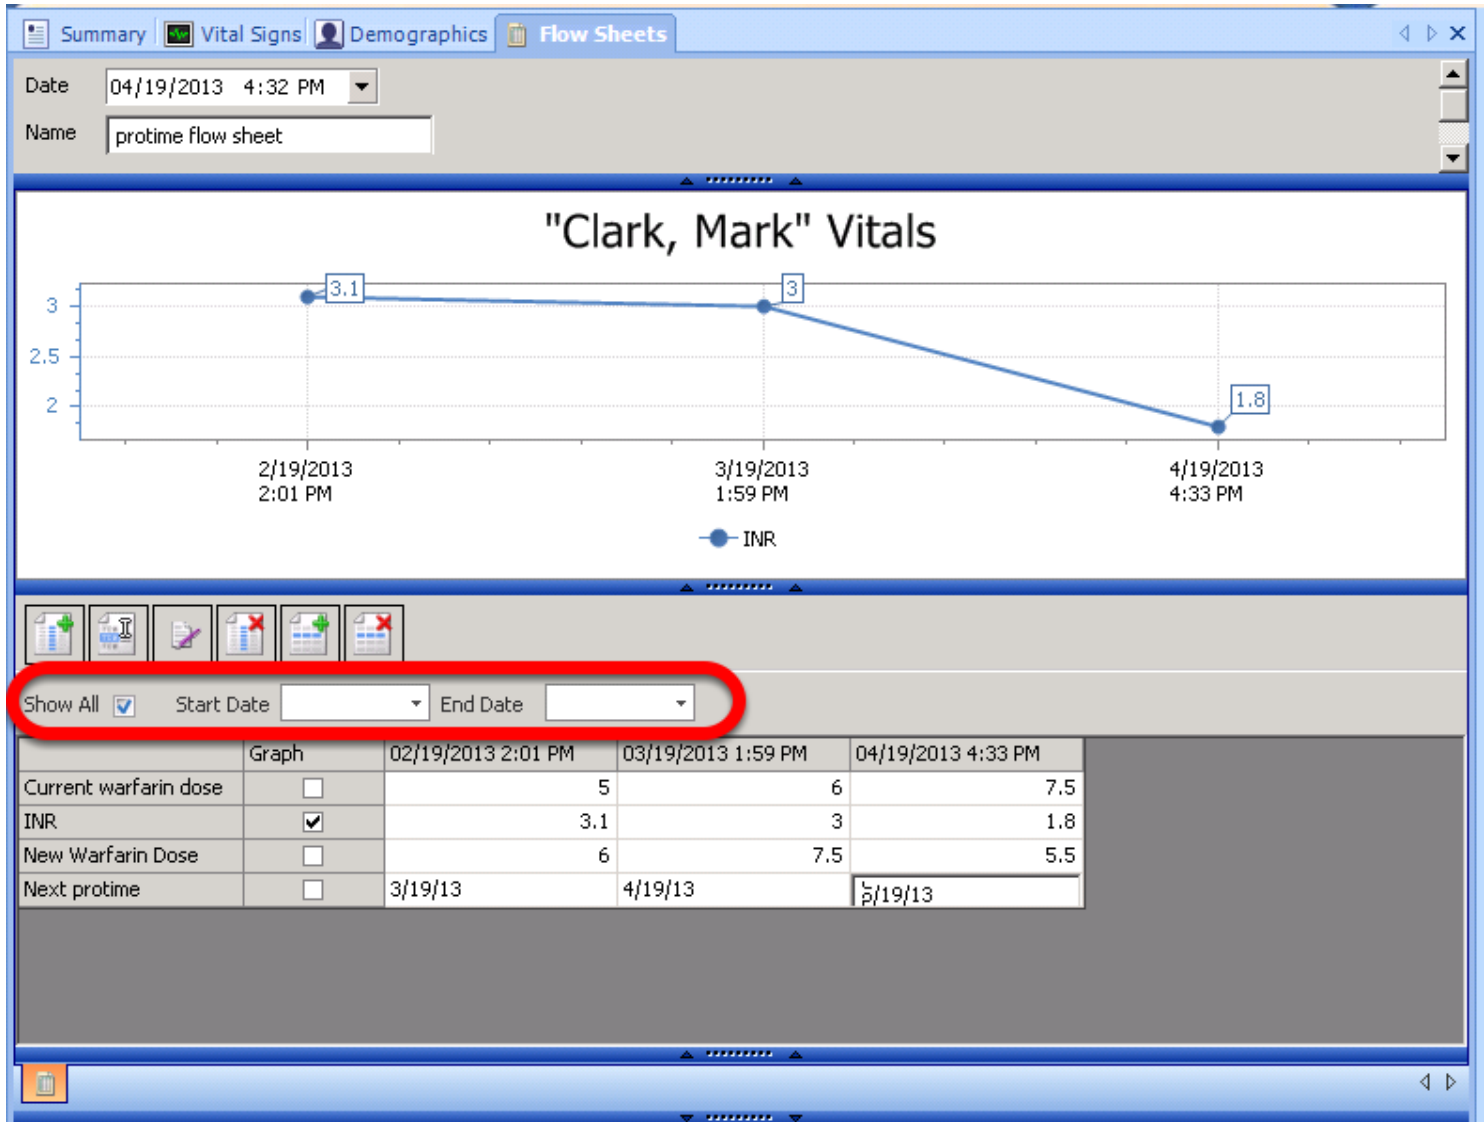 Summary Vital Signs Demographics Flow Sheets
Date 04/19/2013 4:32 PM
Name protime flow sheet
"Clark, Mark" Vitals
3.1
3
3
2.5
2
1.8
2/19/2013 3/19/2013 4/19/2013
2:01 PM 1:59 PM 4:33 PM
INR
Show All Start Date End Date
Graph 02/19/2013 2:01 PM 03/19/2013 1:59 PM 04/19/2013 4:33 PM
Current warfarin dose 5 6 7.5
INR 3.1 3 1.8
New Warfarin Dose 6 7.5 5.5
Next protime 3/19/13 4/19/13 5/19/13